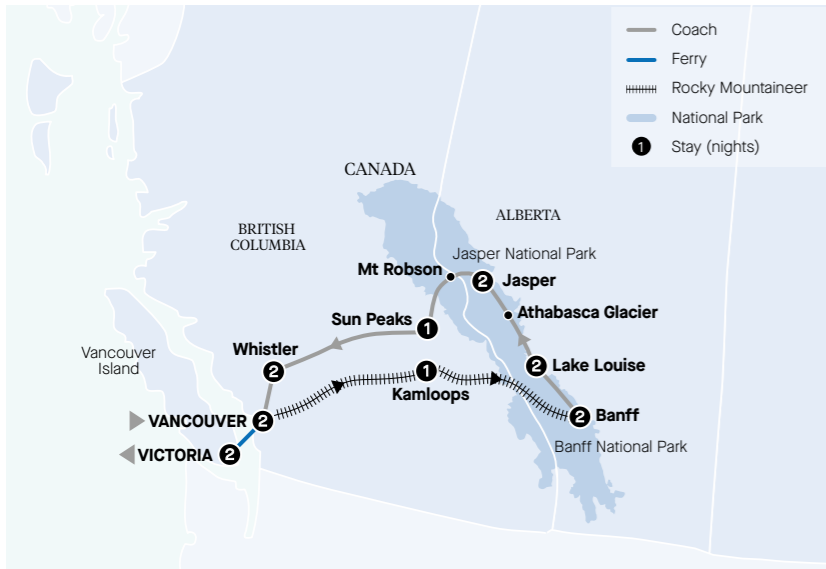 Coach
Ferry
Rocky Mountaineer
National Park
1 Stay (nights)
CANADA
ALBERTA
BRITISH
COLUMBIA
Jasper National Park
Mt Robson
2 Jasper
Athabasca Glacier
Sun Peaks 1
Whistler
2
Vancouver
Island
2 Lake Louise
1
Kamloops
2 Banff
VANCOUVER 2
Banff National Park
VICTORIA 2